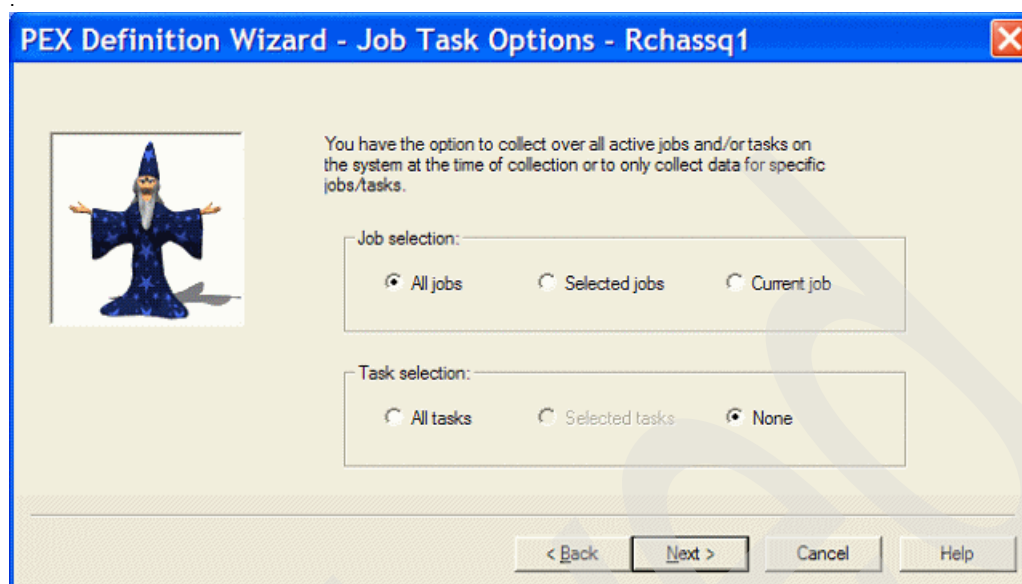 PEX Definition Wizard - Job Task Options - Rchassq1
You have the option to collect over all active jobs and/or tasks on
the system at the time of collection or to only collect data for specific
jobs/tasks.
Job selection:
All jobs
Selected jobs
Current job
Task selection:
All tasks
Selected tasks
None
< Back
Next >
Cancel
Help